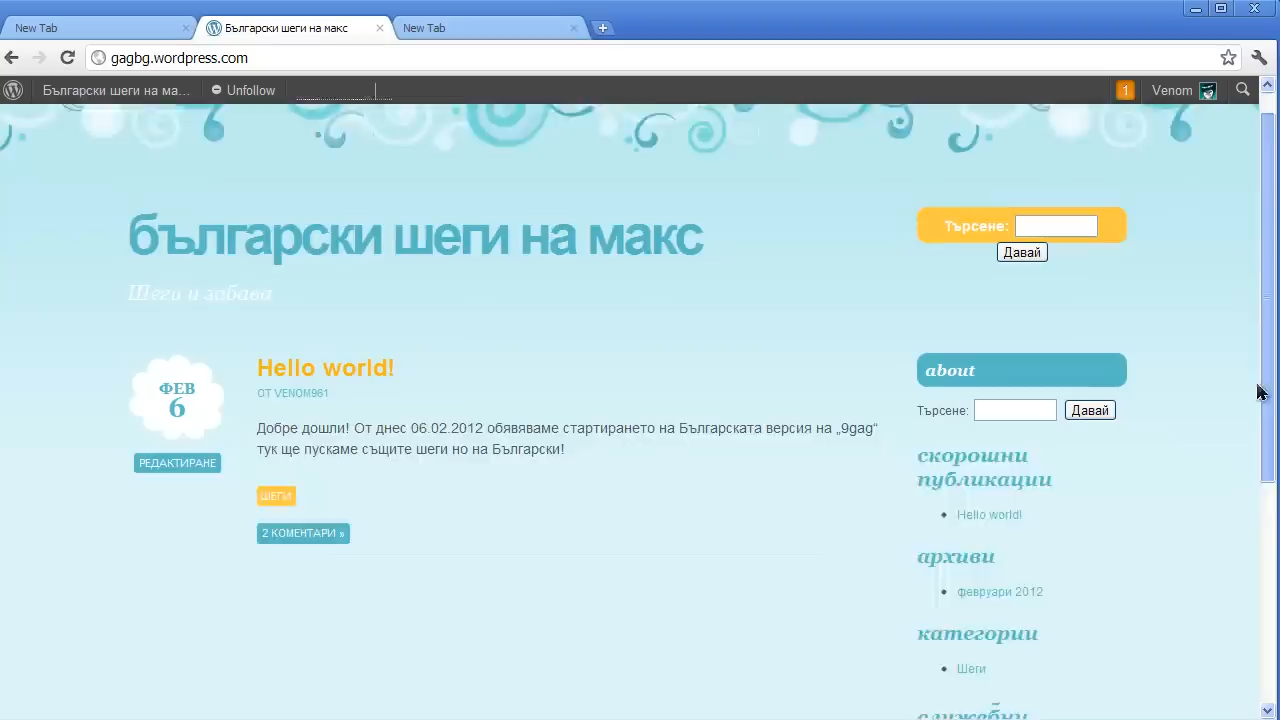 New Tab
Български шеги на макс
New Tab
gagbg.wordpress.com
Български шеги на ма...
Unfollow
1
Venom
български шеги на макс
Шеги и забава
Търсене:
Давай
ФЕВ
6
РЕДАКТИРАНЕ
Hello world!
ОТ VENOM961
Добре дошли! От днес 06.02.2012 обявяваме стартирането на Българската версия на „9gag“
тук ще пускаме същите шеги но на Български!
ШЕГИ
2 КОМЕНТАРИ »
about
Търсене:
Давай
скорошни
публикации
Hello world!
архиви
февруари 2012
категории
Шеги